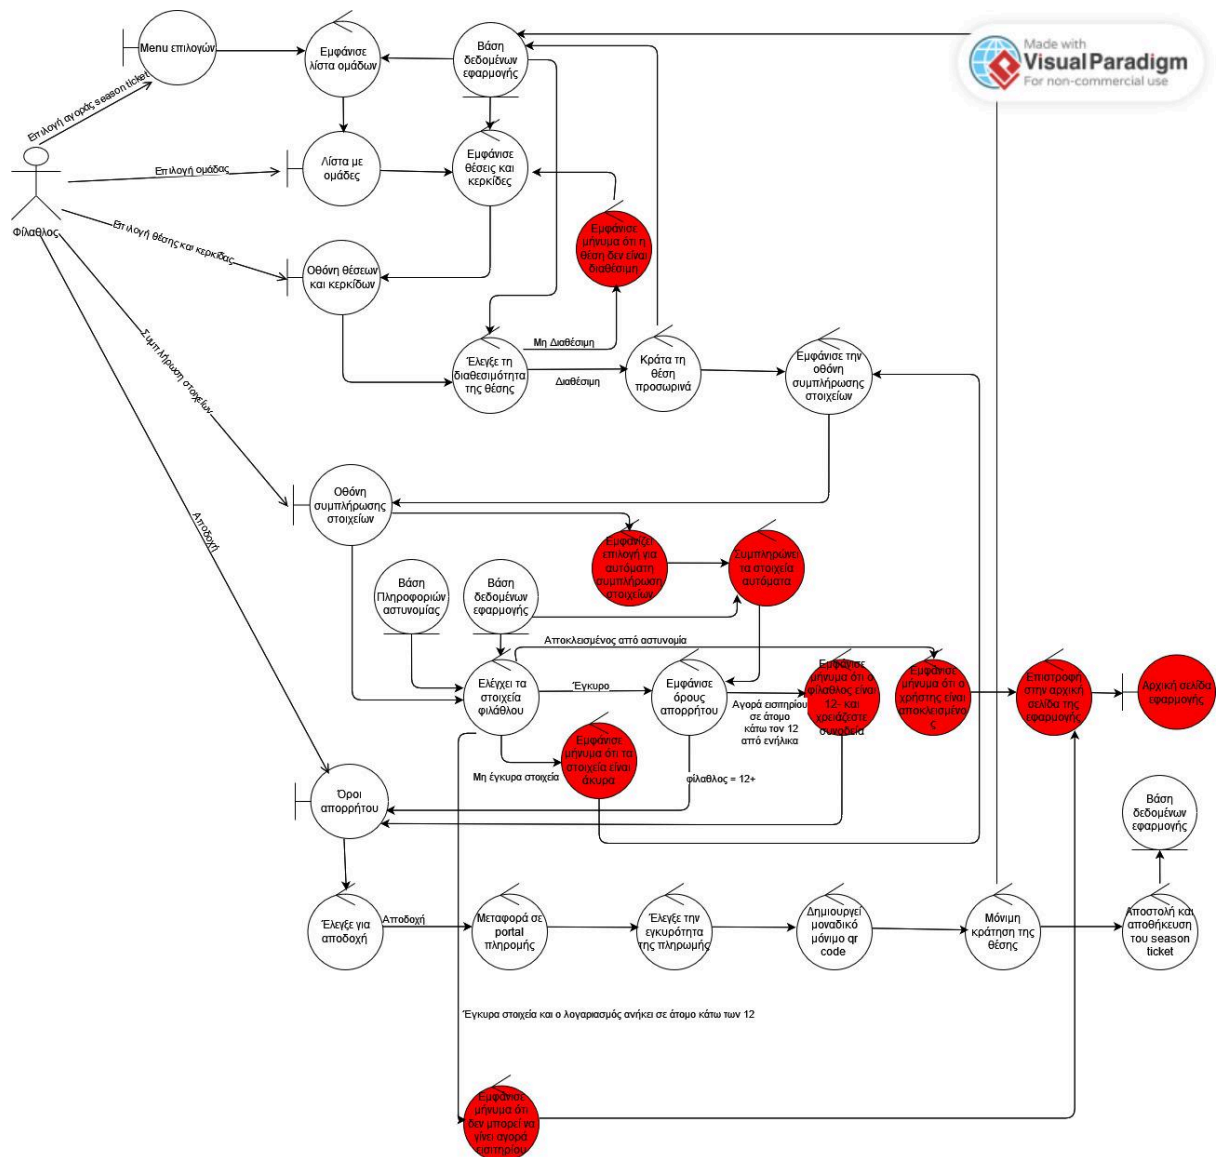 Made with
Visual Paradigm
For non-commercial use
Menu επιλογών
Εμφάνισε
λίστα ομάδων
Βάση
δεδομένων
εφαρμογής
Επιλογή αγοράς season ticket
Λίστα με
ομάδες
Εμφάνισε
θέσεις και
κερκίδες
Επιλογή ομάδας
Φίλαθλος
Επιλογή θέσης και κερκίδας
Εμφάνισε
μήνυμα ότι η
θέση δεν είναι
διαθέσιμη
Οθόνη θέσεων
και κερκίδων
Μη Διαθέσιμη
Έλεγξε τη
διαθεσιμότητα
της θέσης
Διαθέσιμη
Κράτα τη
θέση
προσωρινά
Εμφάνισε την
οθόνη
συμπλήρωσης
στοιχείων
Συμπλήρωση στοιχείων
Οθόνη
συμπλήρωσης
στοιχείων
Αποδοχή
Εμφανίζει
επιλογή για
αυτόματη
συμπλήρωση
στοιχείων
Συμπληρώνει
τα στοιχεία
αυτόματα
Βάση
Πληροφοριών
αστυνομίας
Βάση
δεδομένων
εφαρμογής
Αποκλεισμένος από αστυνομία
Ελέγχει τα
στοιχεία
φιλάθλου
Έγκυρο
Εμφάνισε
όρους
απορρήτου
Αγορά εισιτηρίου
σε άτομο
κάτω τον 12
από ενήλικα
Εμφάνισε
μήνυμα ότι ο
φίλαθλος είναι
12- και
χρειάζεστε
συνοδεία
Εμφάνισε
μήνυμα ότι ο
χρήστης είναι
αποκλεισμένο
ς
Επιστροφή
στην αρχική
σελίδα της
εφαρμογής
Αρχική σελίδα
εφαρμογής
Μη έγκυρα στοιχεία
Εμφάνισε
μήνυμα ότι τα
στοιχεία είναι
άκυρα
φίλαθλος = 12+
Όροι
απορρήτου
Βάση
δεδομένων
εφαρμογής
Έλεγξε για
αποδοχή
Αποδοχή
Μεταφορά σε
portal
πληρομής
Έλεγξε την
εγκυρότητα
της πληρωμής
Δημιουργεί
μοναδικό
μόνιμο qr
code
Μόνιμη
κράτηση της
θέσης
Αποστολή και
αποθήκευση
του season
ticket
Έγκυρα στοιχεία και ο λογαριασμός ανήκει σε άτομο κάτω των 12
Εμφάνισε
μήνυμα ότι
δεν μπορεί να
γίνει αγορά
εισιτηρίου